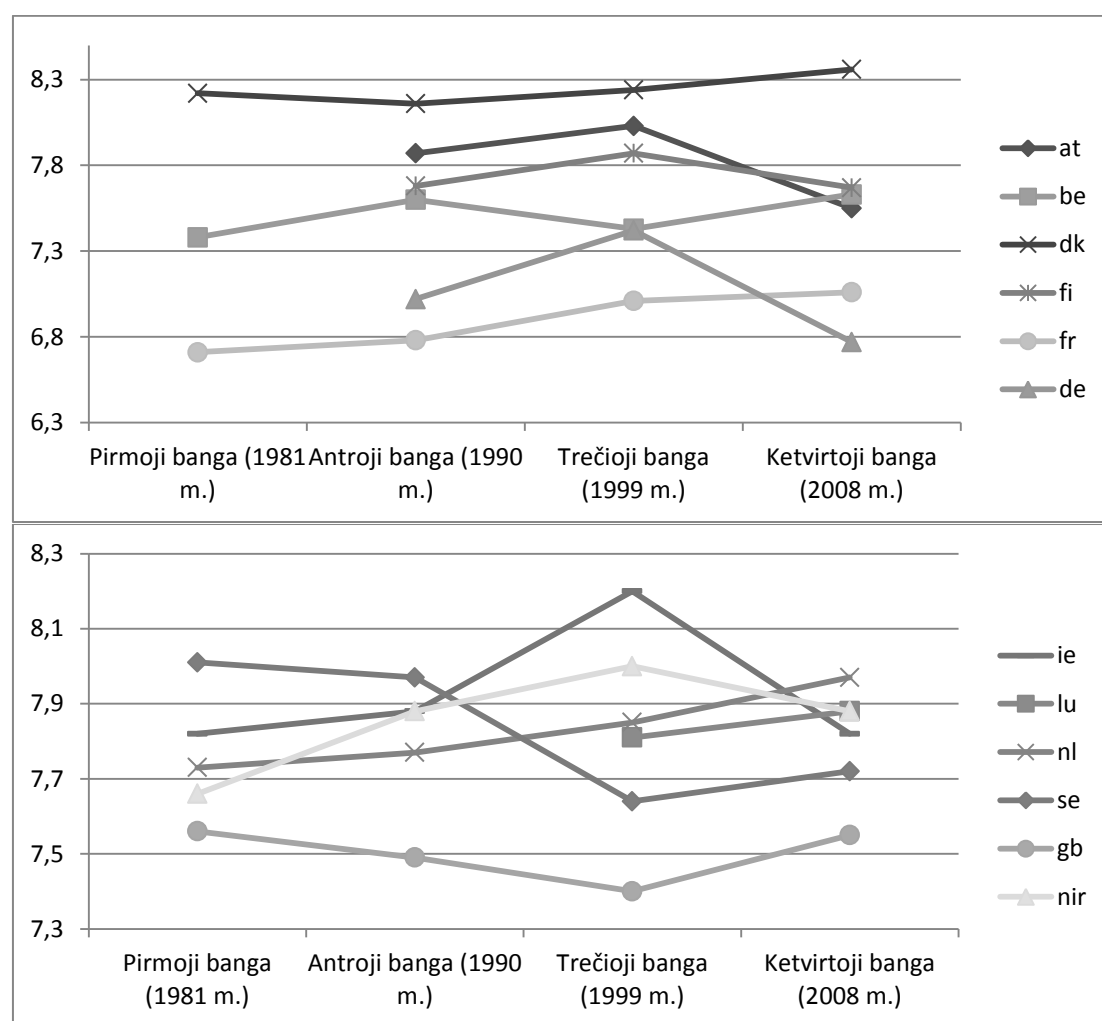 8,3
7,8
7,3
6,8
6,3
Pirmoji banga (1981 Antroji banga (1990 Trečioji banga Ketvirtoji banga
m.) m.) (1999 m.) (2008 m.)
at
be
dk
fi
fr
de
8,3
8,1
7,9
7,7
7,5
7,3
Pirmoji banga Antroji banga (1990 Trečioji banga Ketvirtoji banga
(1981 m.) m.) (1999 m.) (2008 m.)
ie
lu
nl
se
gb
nir